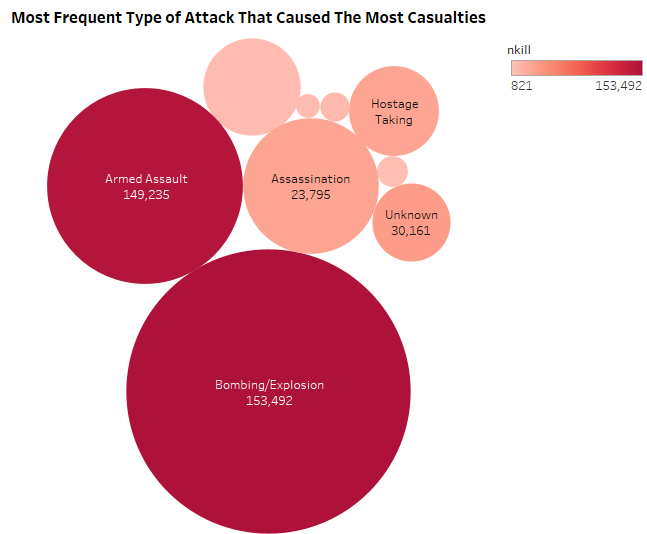 Most Frequent Type of Attack That Caused The Most Casualties
nkill
821 153,492
Hostage
Taking
Armed Assault
149,235
Assassination
23,795
Unknown
30,161
Bombing/Explosion
153,492